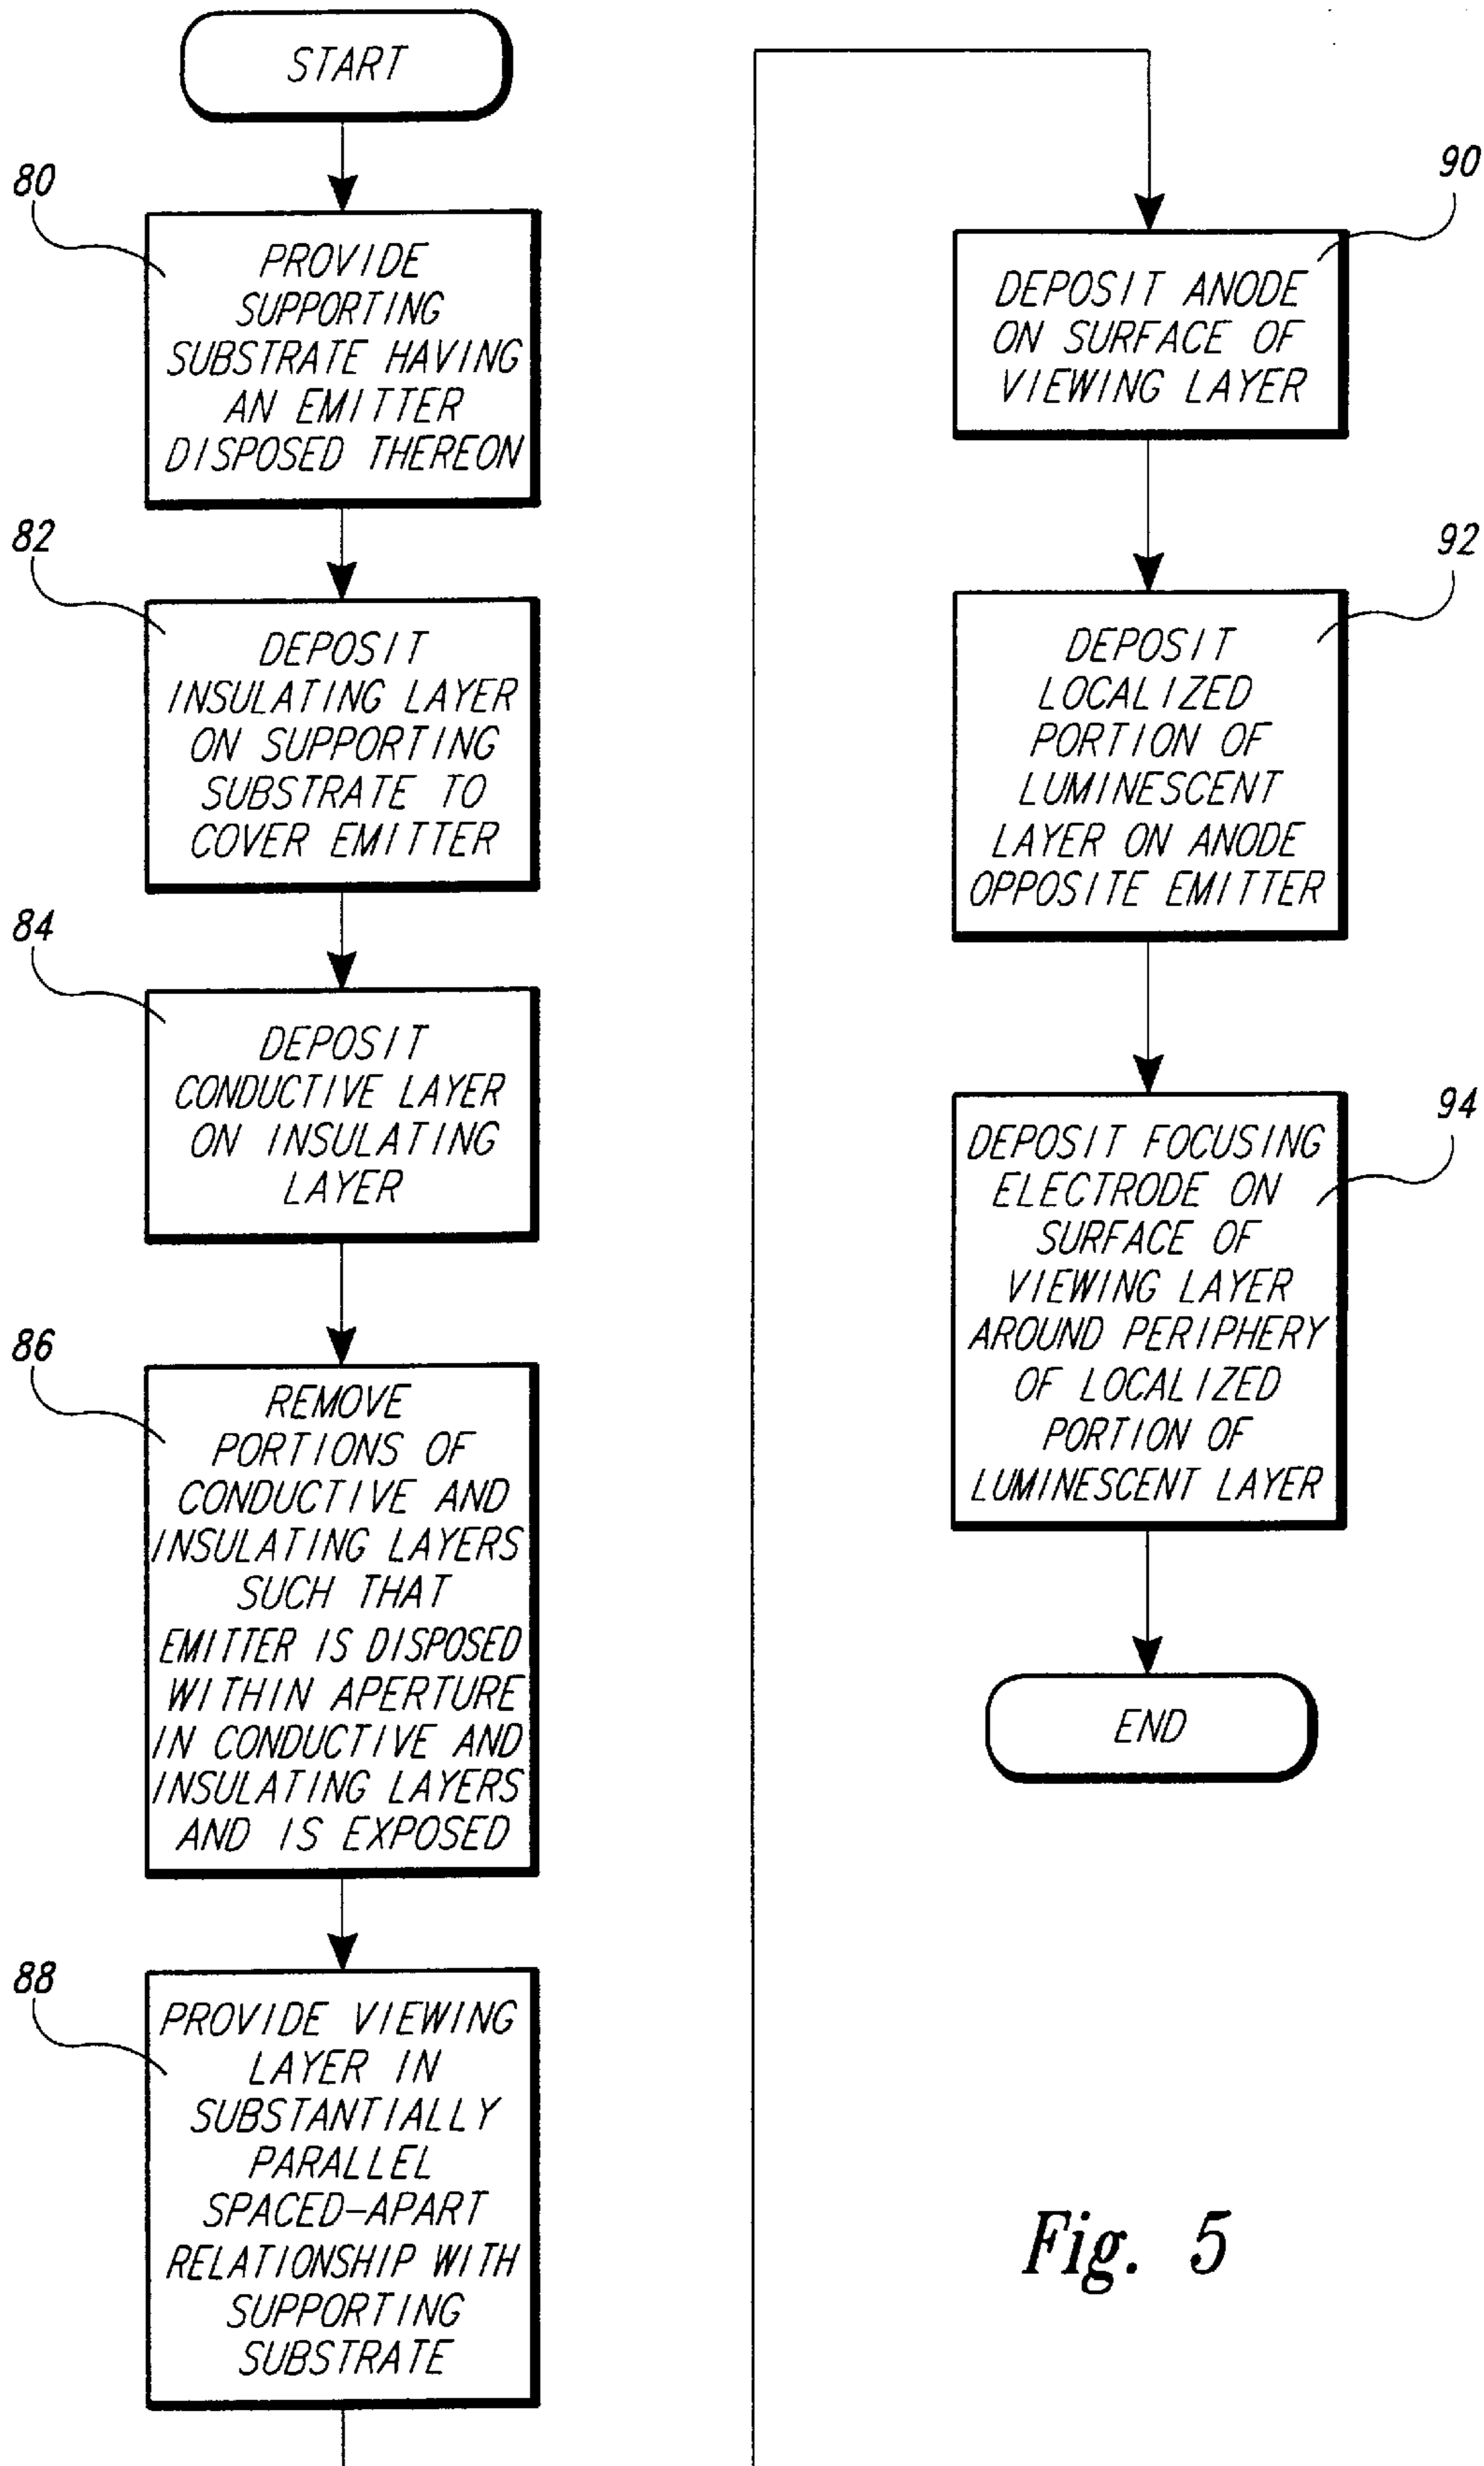 START
80
PROVIDE
SUPPORTING
SUBSTRATE HAVING
AN EMITTER
DISPOSED THEREON
82
DEPOSIT
INSULATING LAYER
ON SUPPORTING
SUBSTRATE TO
COVER EMITTER
84
DEPOSIT
CONDUCTIVE LAYER
ON INSULATING
LAYER
86
REMOVE
PORTIONS OF
CONDUCTIVE AND
INSULATING LAYERS
SUCH THAT
EMITTER IS DISPOSED
WITHIN APERTURE
IN CONDUCTIVE AND
INSULATING LAYERS
AND IS EXPOSED
88
PROVIDE VIEWING
LAYER IN
SUBSTANTIALLY
PARALLEL
SPACED-APART
RELATIONSHIP WITH
SUPPORTING
SUBSTRATE
90
DEPOSIT ANODE
ON SURFACE OF
VIEWING LAYER
92
DEPOSIT
LOCALIZED
PORTION OF
LUMINESCENT
LAYER ON ANODE
OPPOSITE EMITTER
94
DEPOSIT FOCUSING
ELECTRODE ON
SURFACE OF
VIEWING LAYER
AROUND PERIPHERY
OF LOCALIZED
PORTION OF
LUMINESCENT LAYER
END
Fig. 5